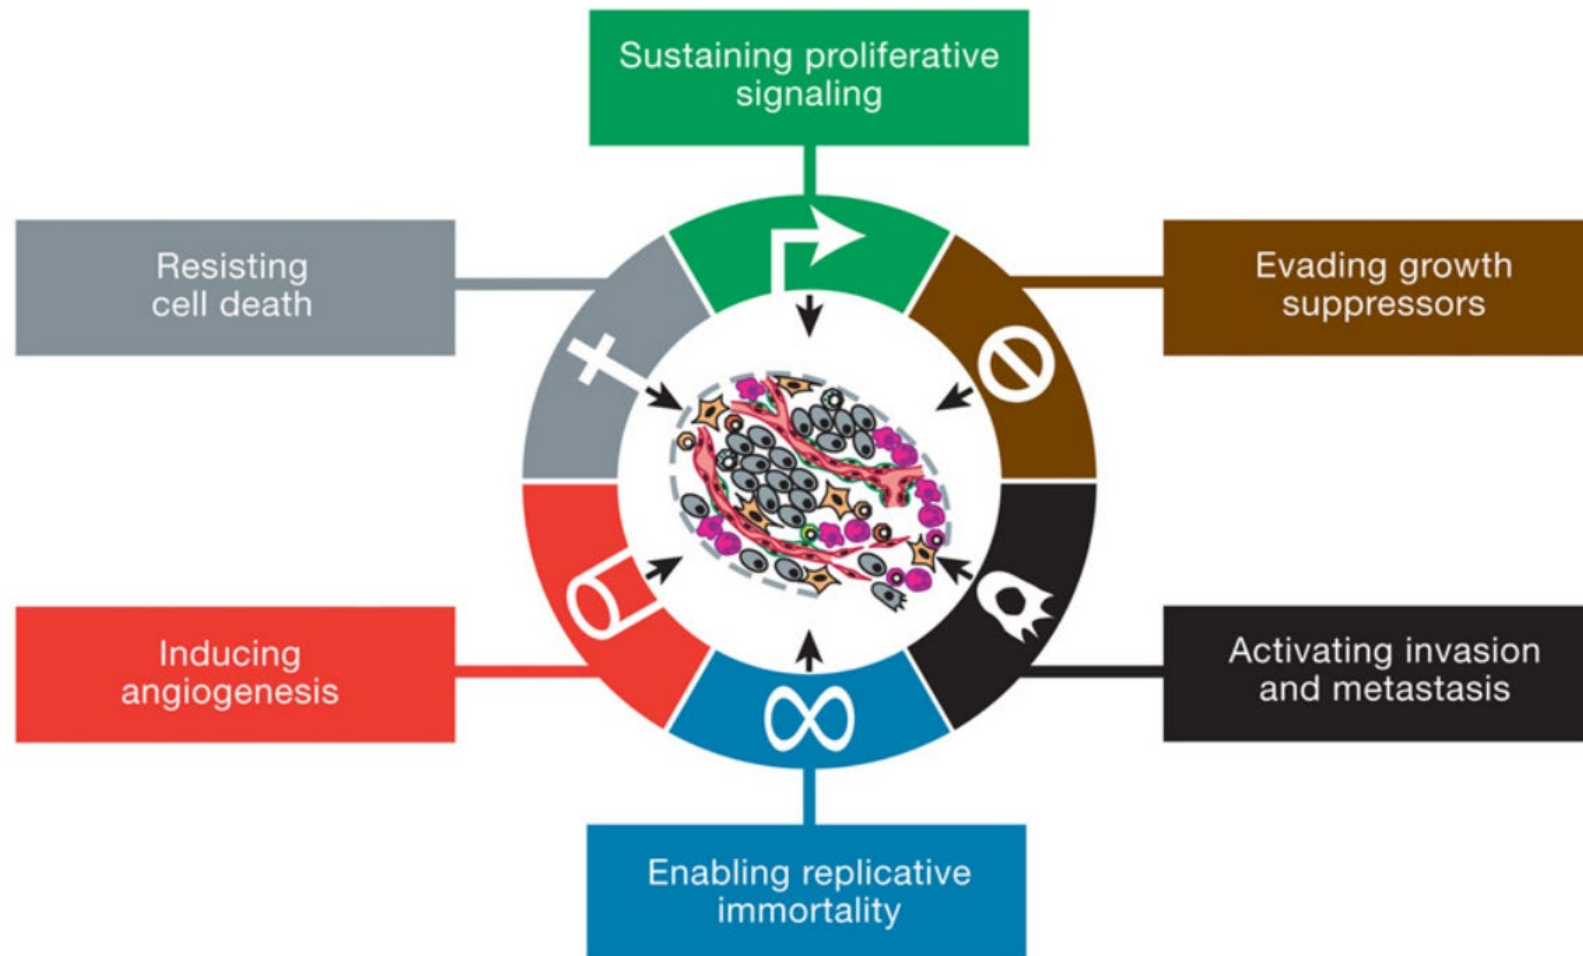 Sustaining proliferative
signaling
Resisting
cell death
Evading growth
suppressors
Inducing
angiogenesis
Activating invasion
and metastasis
Enabling replicative
immortality